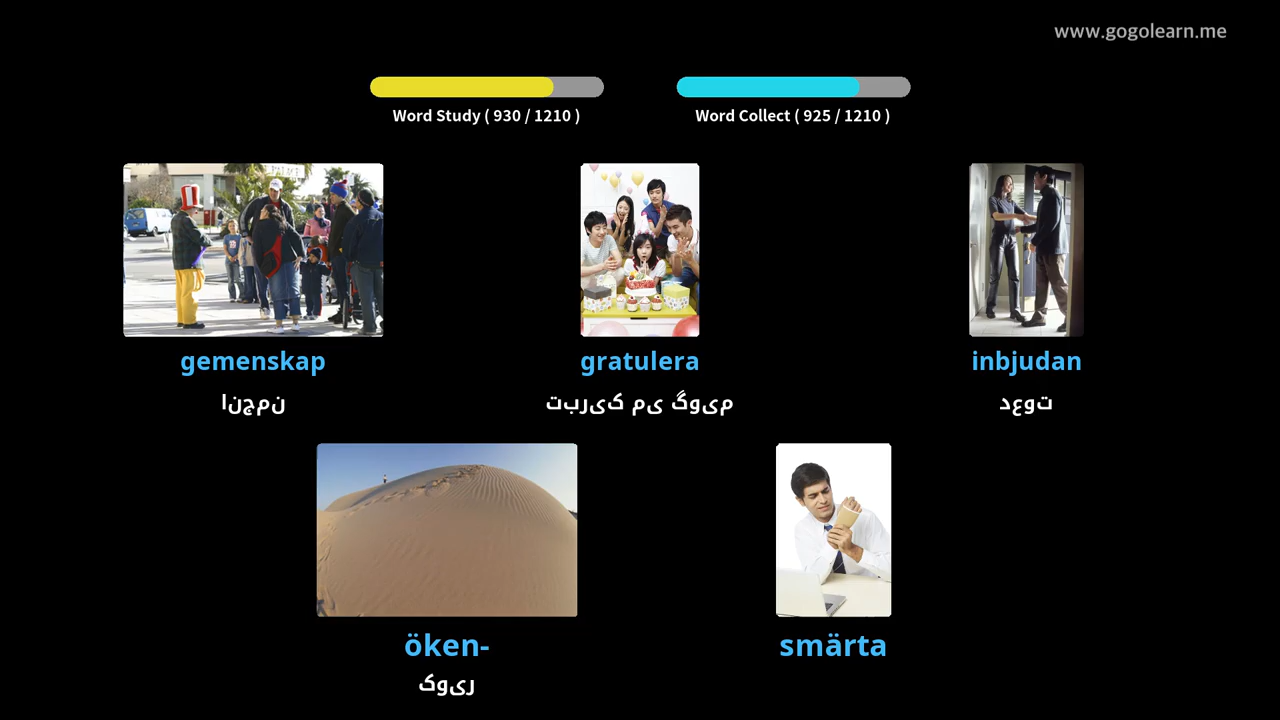 www.gogolearn.me
Word Study ( 930 / 1210 )
Word Collect ( 925 / 1210 )
gemenskap
gratulera
inbjudan
انجمن
تبریک می گویم
دعوت
öken-
smärta
کویر